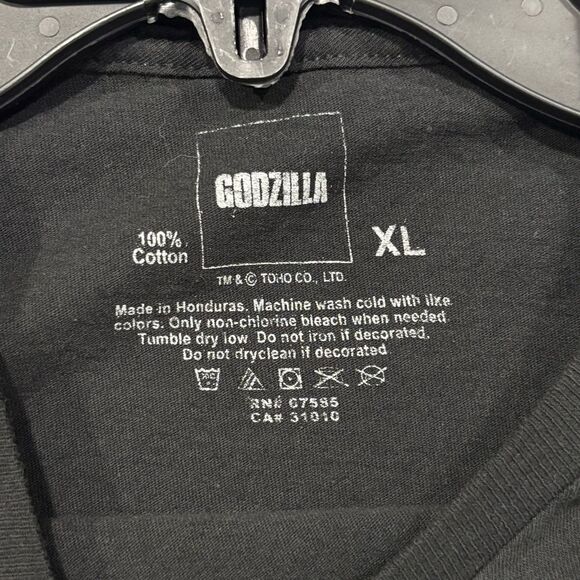 GODZILLA
100%
Cotton
XL
TM & © TOHO CO., LTD.
Made in Honduras. Machine wash cold with like
colors. Only non-chlorine bleach when needed
Tumble dry low. Do not iron if decorated.
Do not dryclean if decorated
RN# 67585
CA# 31010